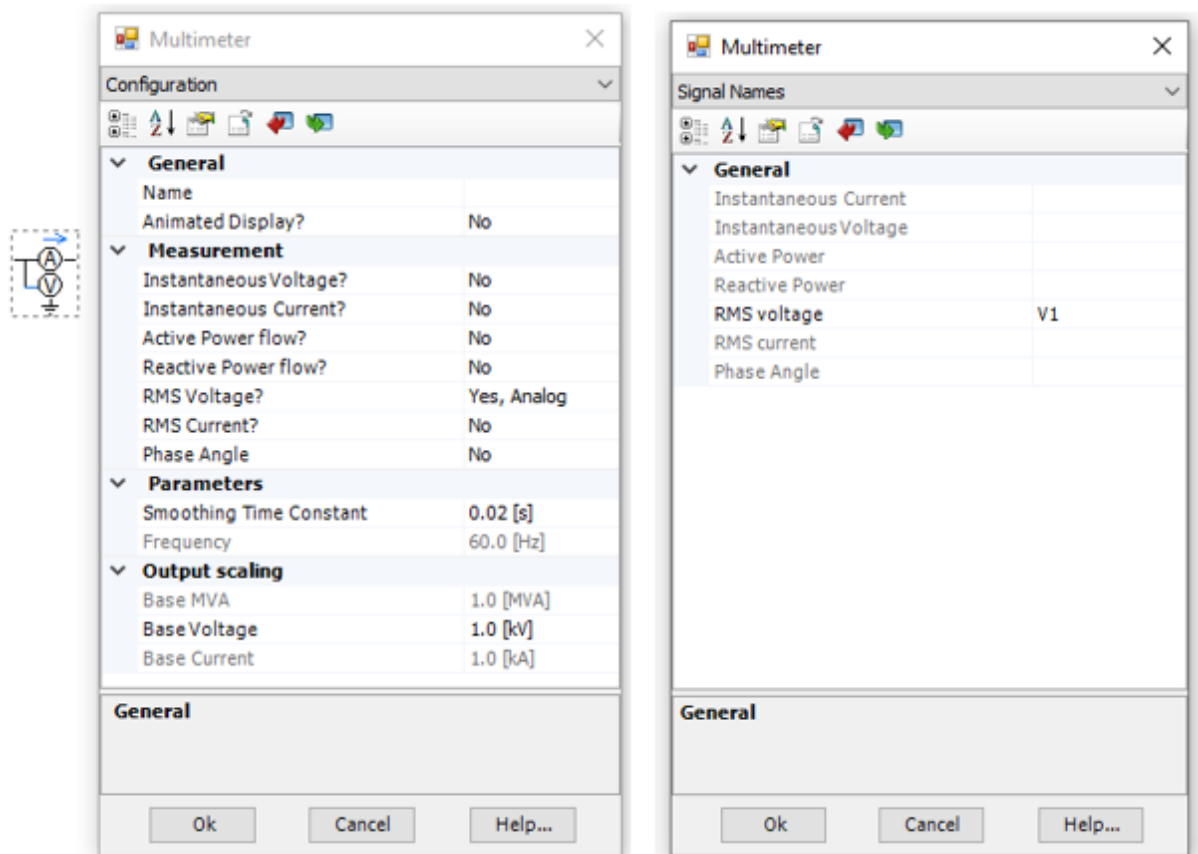 Multimeter
Configuration
General
Name
Animated Display? No
Measurement
Instantaneous Voltage? No
Instantaneous Current? No
Active Power flow? No
Reactive Power flow? No
RMS Voltage? Yes, Analog
RMS Current? No
Phase Angle No
Parameters
Smoothing Time Constant 0.02 [s]
Frequency 60.0 [Hz]
Output scaling
Base MVA 1.0 [MVA]
Base Voltage 1.0 [kV]
Base Current 1.0 [kA]
General
Ok Cancel Help...
A
V
Multimeter
Signal Names
General
Instantaneous Current
Instantaneous Voltage
Active Power
Reactive Power
RMS voltage V1
RMS current
Phase Angle
General
Ok Cancel Help...